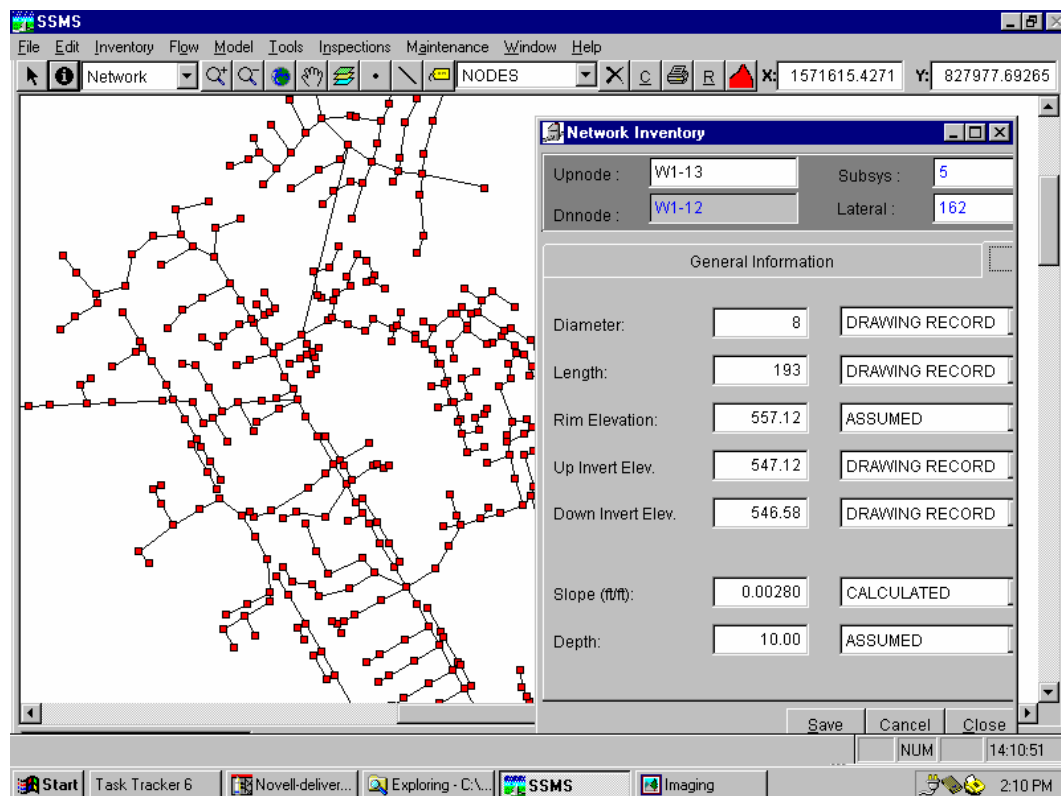 SSMS
File Edit Inventory Flow Model Tools Inspections Maintenance Window Help
Network NODES C R X: 1571615.4271 Y: 827977.69265
Network Inventory
Upnode : W1-13 Subsys : 5
Dnnode : W1-12 Lateral : 162
General Information
Diameter: 8 DRAWING RECORD
Length: 193 DRAWING RECORD
Rim Elevation: 557.12 ASSUMED
Up Invert Elev. 547.12 DRAWING RECORD
Down Invert Elev. 546.58 DRAWING RECORD
Slope (ft/ft): 0.00280 CALCULATED
Depth: 10.00 ASSUMED
Save Cancel Close
NUM 14:10:51
Start Task Tracker 6 Novell-deliver... Exploring - C:\... SSMS Imaging 2:10 PM